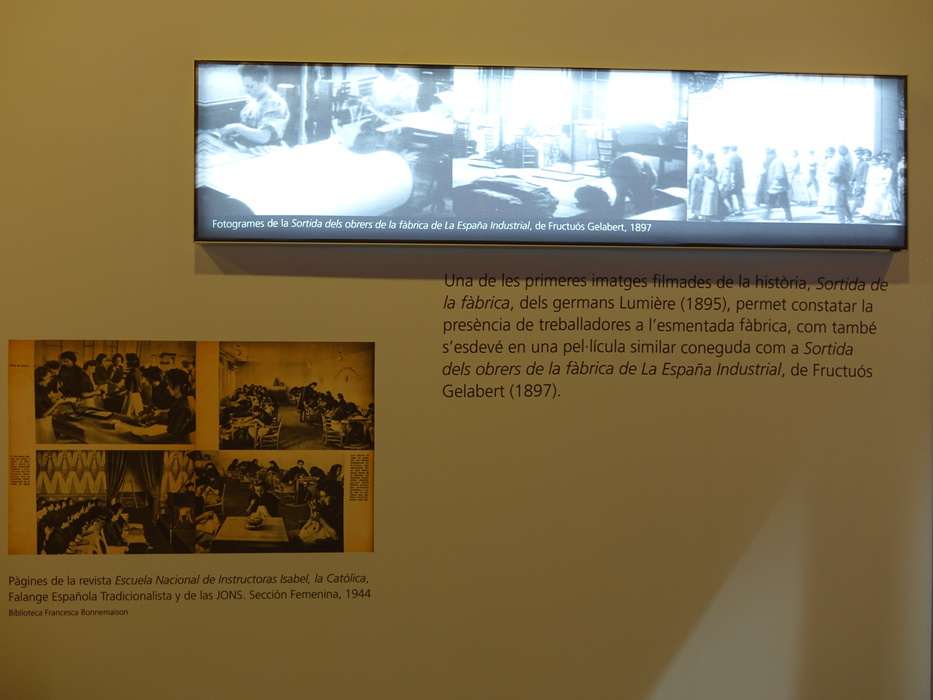 Fotogrames de la Sortida dels obrers de la fàbrica de La España Industrial, de Fructuós Gelabert, 1897
Una de les primeres imatges filmades de la història, Sortida de
la fàbrica, dels germans Lumière (1895), permet constatar la
presència de treballadores a l'esmentada fàbrica, com també
s'esdevé en una pel·lícula similar coneguda com a Sortida
dels obrers de la fàbrica de La España Industrial, de Fructuós
Gelabert (1897).
Pàgines de la revista Escuela Nacional de Instructoras Isabel, la Católica,
Falange Española Tradicionalista y de las JONS. Sección Femenina, 1944
Biblioteca Francesca Bonnemaison